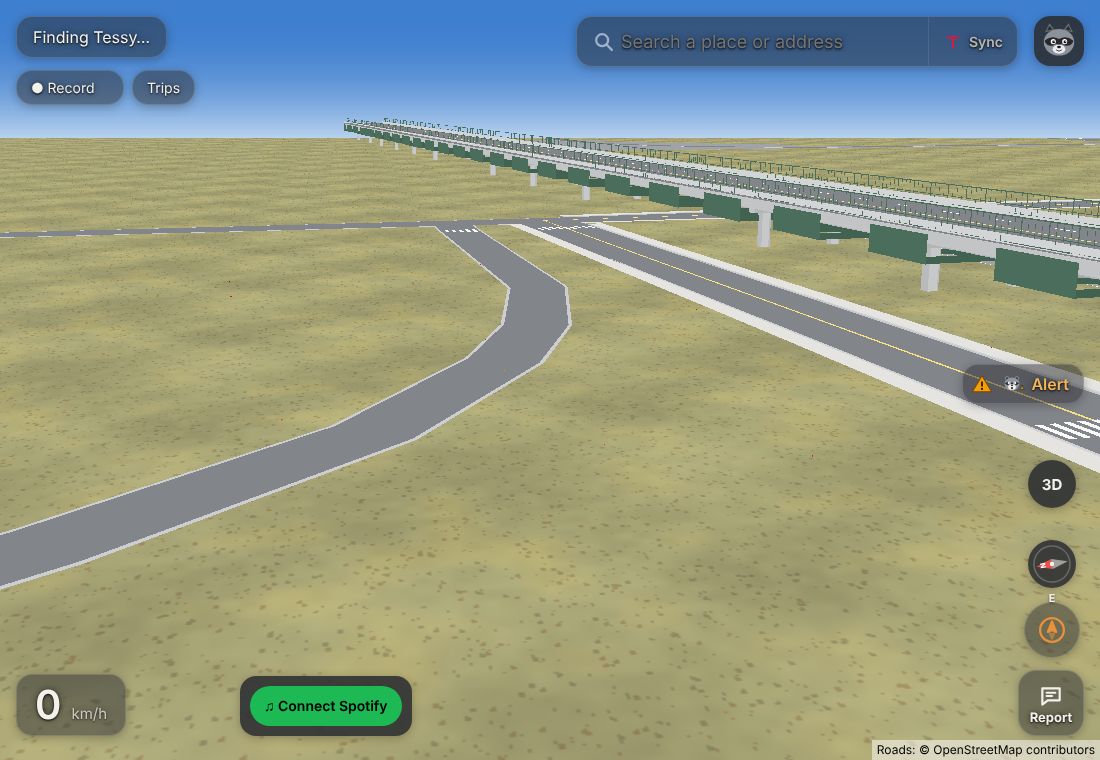 Finding Tessy...
Search a place or address
Sync
Record
Trips
Alert
3D
N
E
0 km/h
♫ Connect Spotify
Report
Roads: © OpenStreetMap contributors